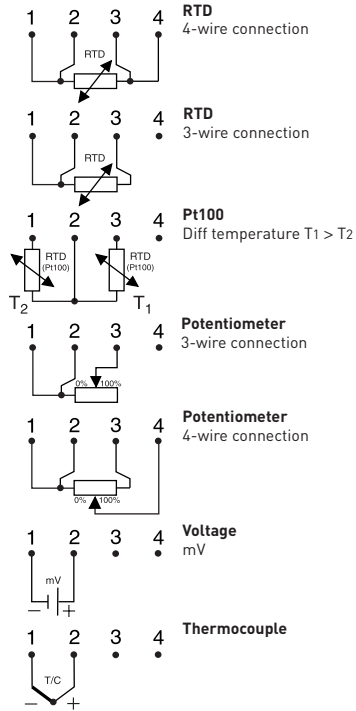 1 2 3 4 RTD
4-wire connection
RTD
1 2 3 4 RTD
3-wire connection
RTD
1 2 3 4 Pt100
Diff temperature T1 > T2
RTD RTD
(Pt100) (Pt100)
T2 T1
1 2 3 4 Potentiometer
3-wire connection
0% 100%
1 2 3 4 Potentiometer
4-wire connection
0% 100%
1 2 3 4 Voltage
mV
mV
− +
1 2 3 4 Thermocouple
T/C
− +